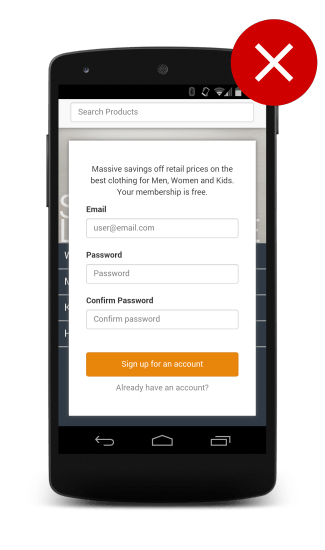 Search Products
Massive savings off retail prices on the
best clothing for Men, Women and Kids.
Your membership is free.
Email
user@email.com
Password
Password
Confirm Password
Confirm password
Sign up for an account
Already have an account?